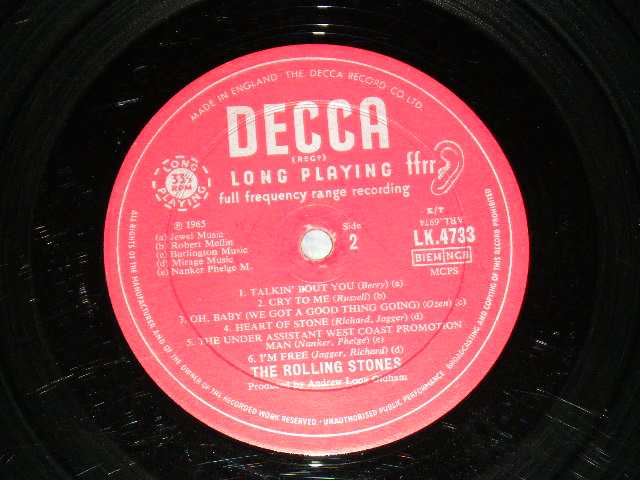 MADE IN ENGLAND · THE DECCA RECORD CO LTD.
DECCA
(REGT)
LONG PLAYING
ffrr
full frequency range recording
LONG PLAYING
33⅓
RPM
℗ 1965
(a) Jewel Music
(b) Robert Mellin
(c) Burlington Music
(d) Mirage Music
(e) Nanker Phelge M.
Side
2
E/T
ARL.6974
LK.4733
BIEM NCB
MCPS
1. TALKIN' BOUT YOU (Berry) (a)
2. CRY TO ME (Russell) (b)
3. OH, BABY (WE GOT A GOOD THING GOING) (Ozen) (c)
4. HEART OF STONE (Richard, Jagger) (d)
5. THE UNDER ASSISTANT WEST COAST PROMOTION
MAN (Nanker, Phelge) (e)
6. I'M FREE (Jagger, Richard) (d)
THE ROLLING STONES
Produced by Andrew Loog Oldham
ALL RIGHTS OF THE MANUFACTURER AND OF THE OWNER OF THE RECORDED WORK RESERVED · UNAUTHORISED PUBLIC PERFORMANCE, BROADCASTING AND COPYING OF THIS RECORD PROHIBITED